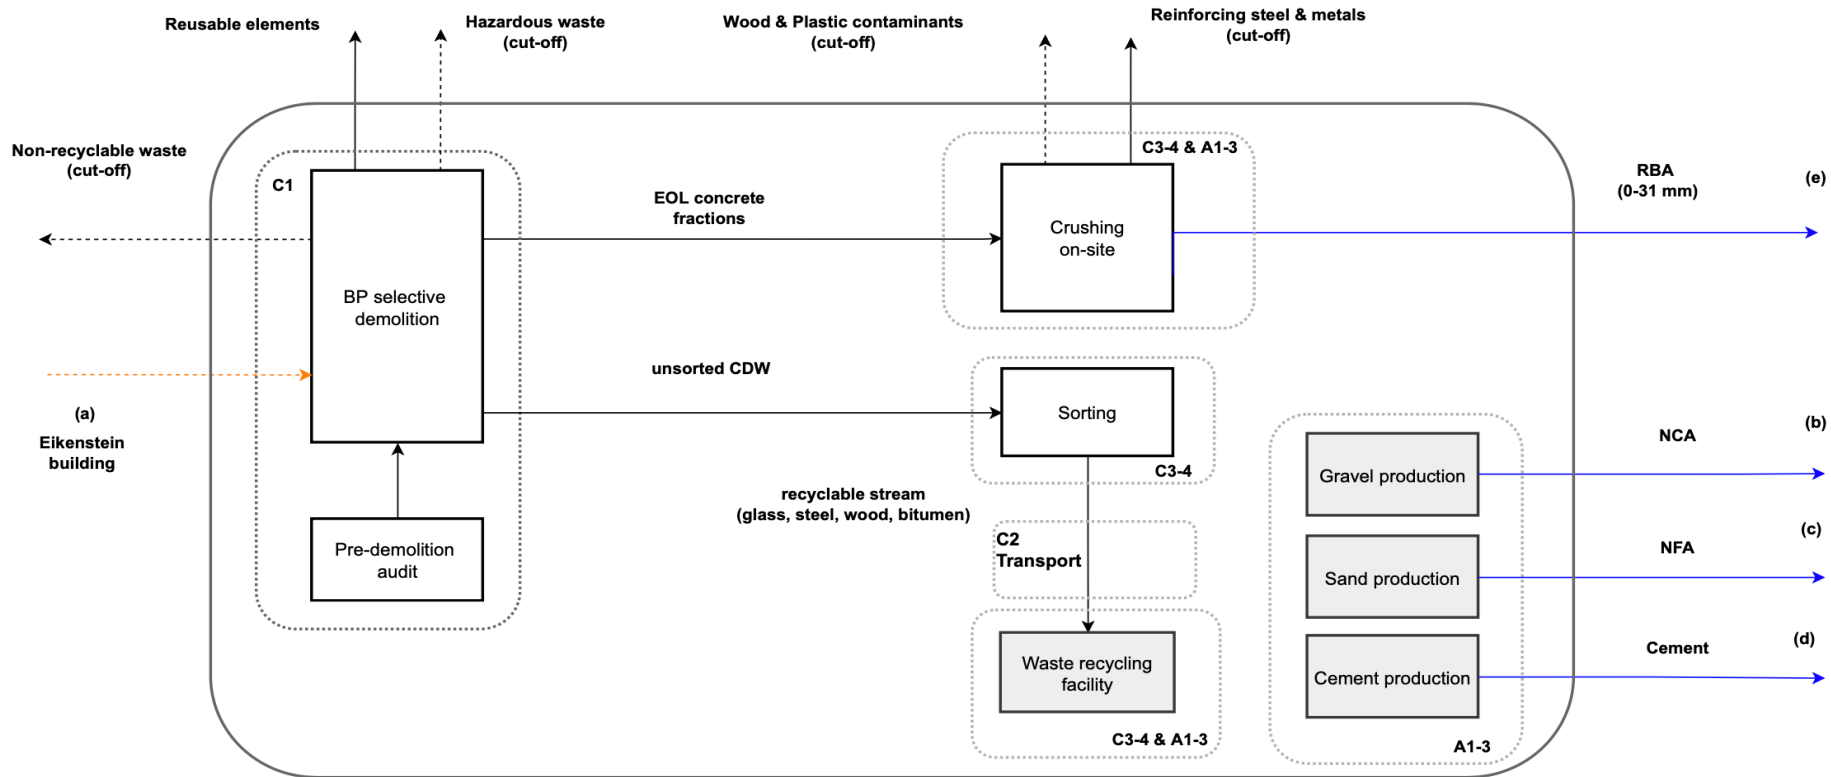 Reusable elements
Hazardous waste
(cut-off)
Wood & Plastic contaminants
(cut-off)
Reinforcing steel & metals
(cut-off)
Non-recyclable waste
(cut-off)
C1
BP selective
demolition
EOL concrete
fractions
C3-4 & A1-3
Crushing
on-site
RBA
(0-31 mm)
(e)
(a)
Eikenstein
building
unsorted CDW
Sorting
C3-4
Pre-demolition
audit
recyclable stream
(glass, steel, wood, bitumen)
C2
Transport
Waste recycling
facility
C3-4 & A1-3
Gravel production
NCA
(b)
Sand production
NFA
(c)
Cement production
Cement
(d)
A1-3